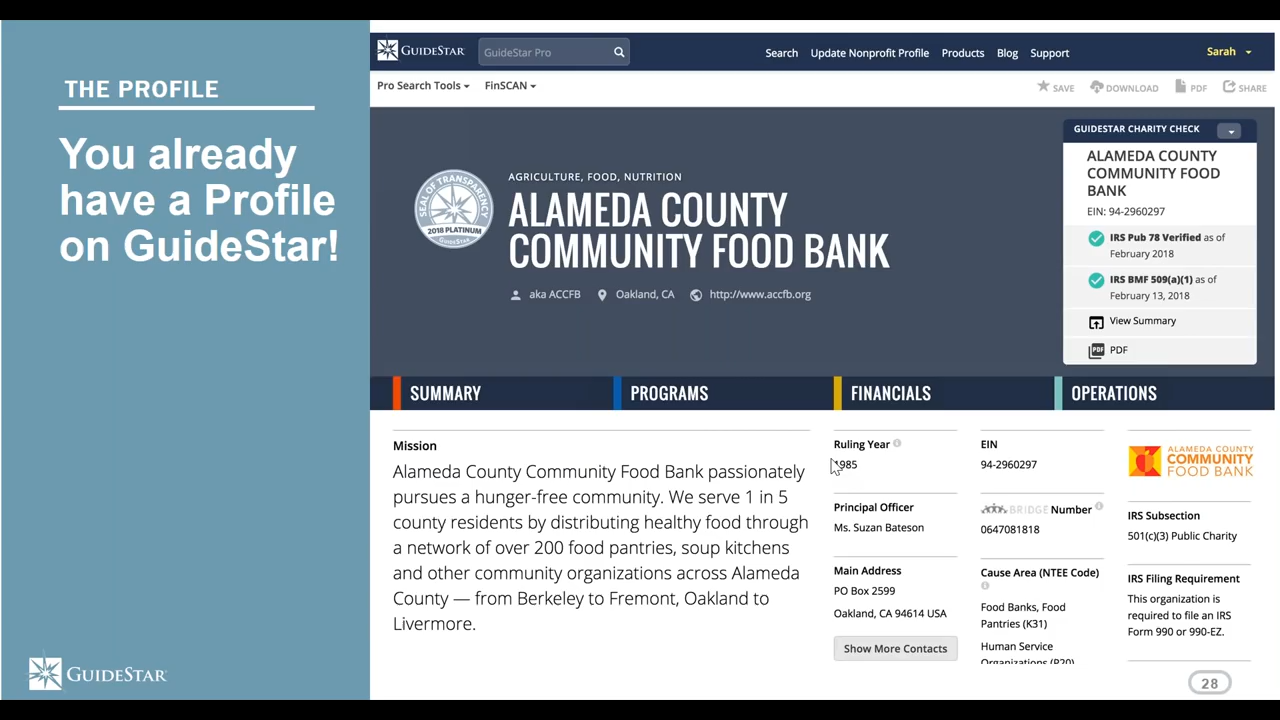 THE PROFILE
You already
have a Profile
on GuideStar!
GUIDESTAR
GUIDESTAR
GuideStar Pro
Search
Update Nonprofit Profile
Products
Blog
Support
Sarah
Pro Search Tools
FinSCAN
SAVE
DOWNLOAD
PDF
SHARE
SEAL OF TRANSPARENCY
2018 PLATINUM
GUIDESTAR
AGRICULTURE, FOOD, NUTRITION
ALAMEDA COUNTY
COMMUNITY FOOD BANK
aka ACCFB
Oakland, CA
http://www.accfb.org
GUIDESTAR CHARITY CHECK
ALAMEDA COUNTY
COMMUNITY FOOD
BANK
EIN: 94-2960297
IRS Pub 78 Verified as of
February 2018
IRS BMF 509(a)(1) as of
February 13, 2018
View Summary
PDF
PDF
SUMMARY
PROGRAMS
FINANCIALS
OPERATIONS
Mission
Alameda County Community Food Bank passionately
pursues a hunger-free community. We serve 1 in 5
county residents by distributing healthy food through
a network of over 200 food pantries, soup kitchens
and other community organizations across Alameda
County — from Berkeley to Fremont, Oakland to
Livermore.
Ruling Year
1985
Principal Officer
Ms. Suzan Bateson
Main Address
PO Box 2599
Oakland, CA 94614 USA
Show More Contacts
EIN
94-2960297
BRIDGE Number
0647081818
Cause Area (NTEE Code)
Food Banks, Food
Pantries (K31)
Human Service
Organizations (P20)
ALAMEDA COUNTY
COMMUNITY
FOOD BANK
IRS Subsection
501(c)(3) Public Charity
IRS Filing Requirement
This organization is
required to file an IRS
Form 990 or 990-EZ.
28